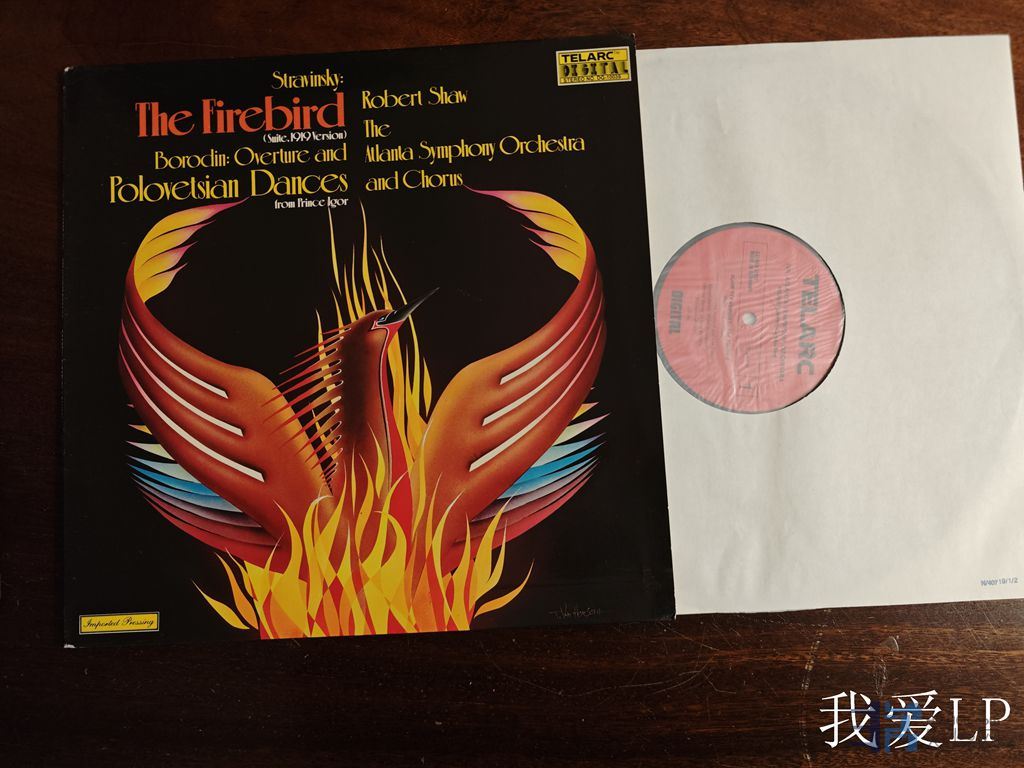 Stravinsky:
The Firebird
(Suite, 1919 Version)
Borodin: Overture and
Polovetsian Dances
from Prince Igor
Robert Shaw
The
Atlanta Symphony Orchestra
and Chorus
TELARC
DIGITAL
Imported Pressing
TELARC
DIGITAL
我爱LP